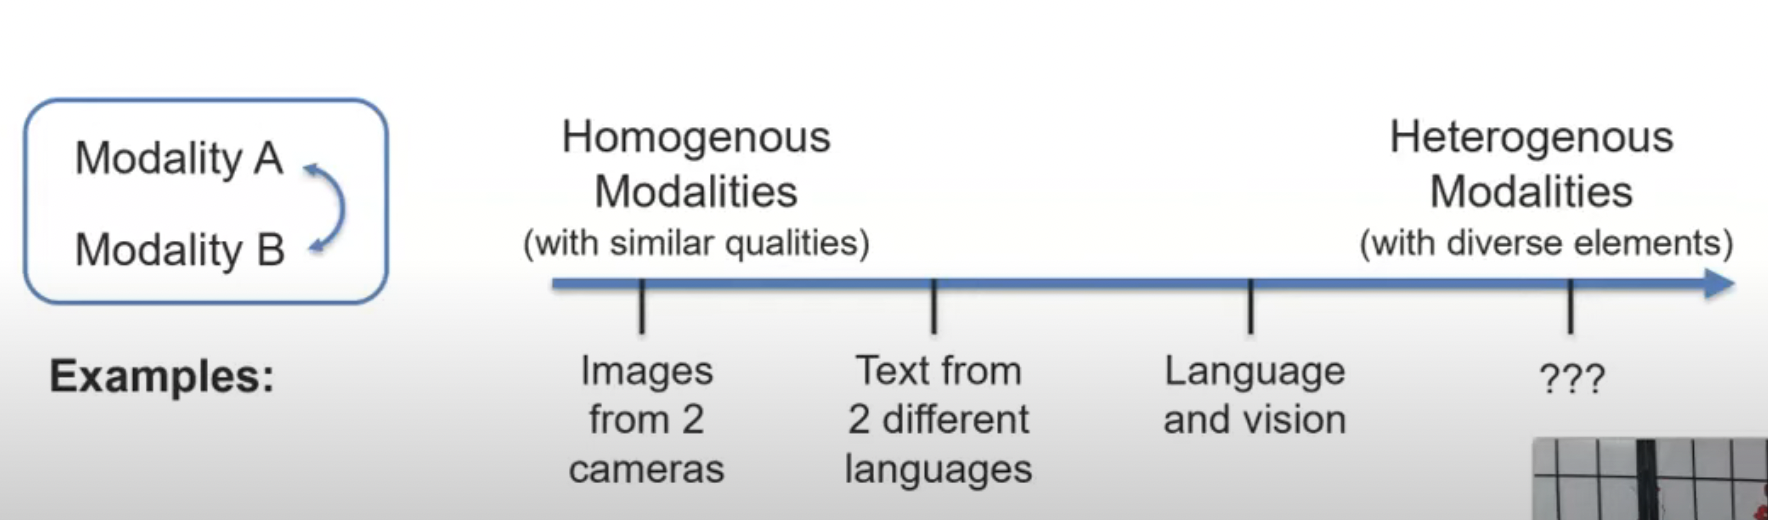 Modality A
Modality B
Homogenous
Modalities
(with similar qualities)
Heterogenous
Modalities
(with diverse elements)
Examples:
Images
from 2
cameras
Text from
2 different
languages
Language
and vision
???